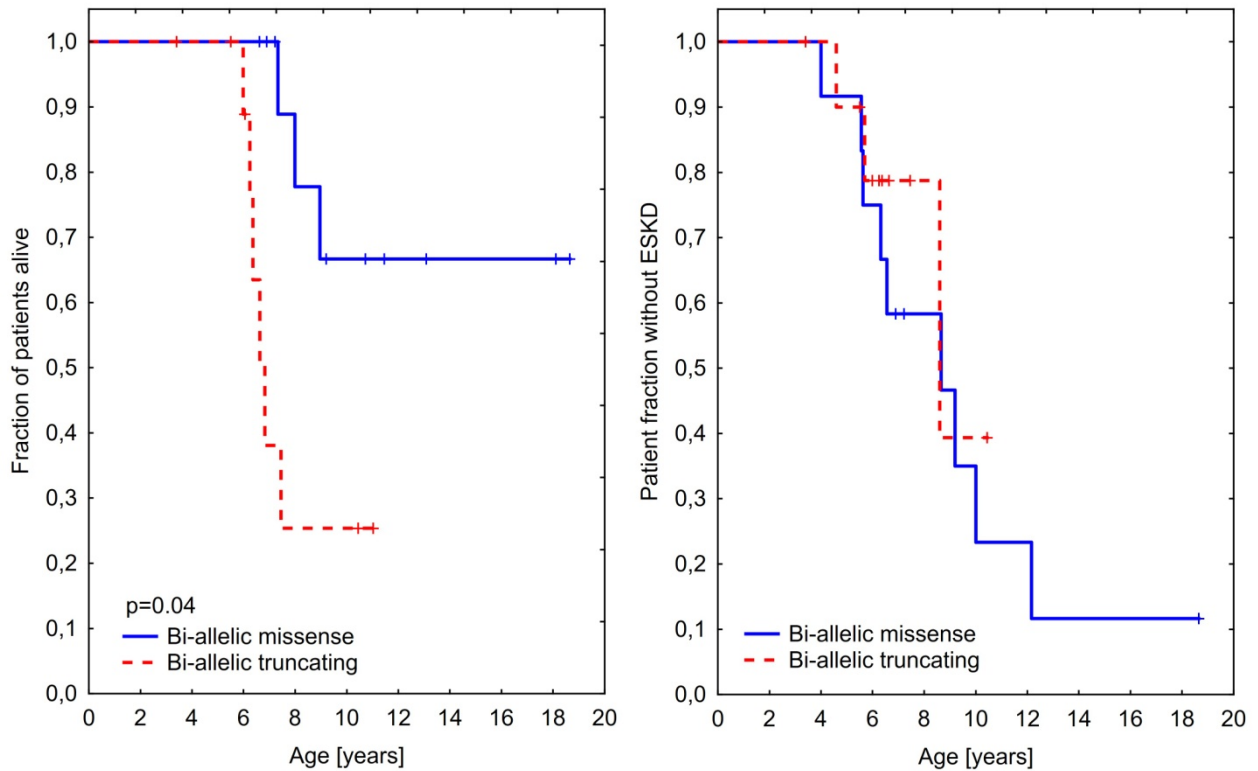 Fraction of patients alive
1,0
0,9
0,8
0,7
0,6
0,5
0,4
0,3
0,2
0,1
0,0
p=0.04
Bi-allelic missense
Bi-allelic truncating
0 2 4 6 8 10 12 14 16 18 20
Age [years]
Patient fraction without ESKD
1,0
0,9
0,8
0,7
0,6
0,5
0,4
0,3
0,2
0,1
0,0
Bi-allelic missense
Bi-allelic truncating
0 2 4 6 8 10 12 14 16 18 20
Age [years]